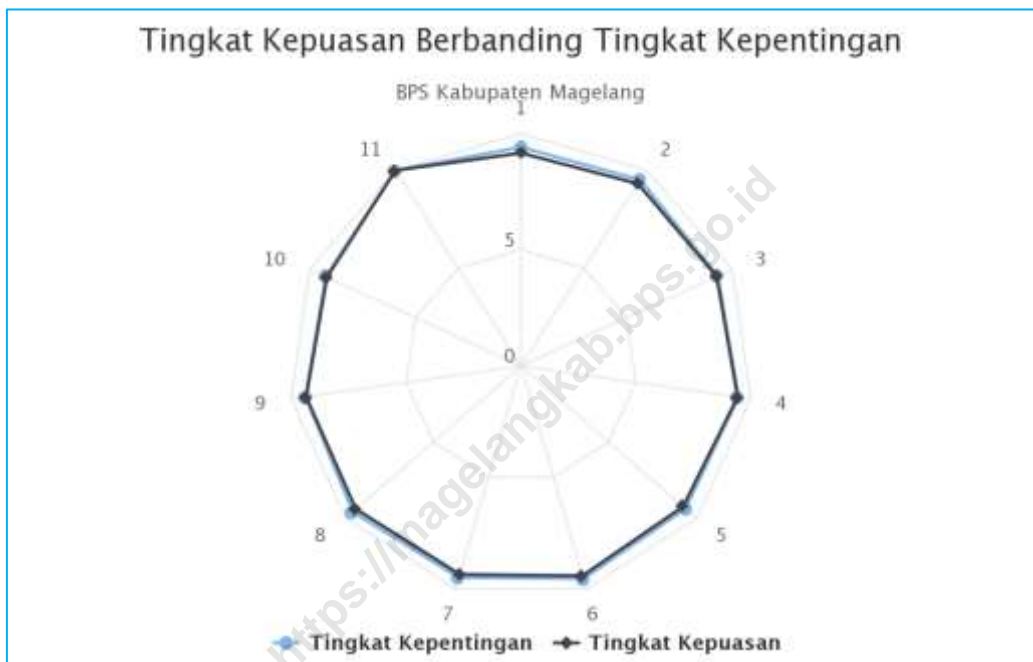 Tingkat Kepuasan Berbanding Tingkat Kepentingan
BPS Kabupaten Magelang
1
11
2
5
10
3
0
9
4
8
5
7
6
Tingkat Kepentingan
Tingkat Kepuasan
https://magelangkab.bps.go.id